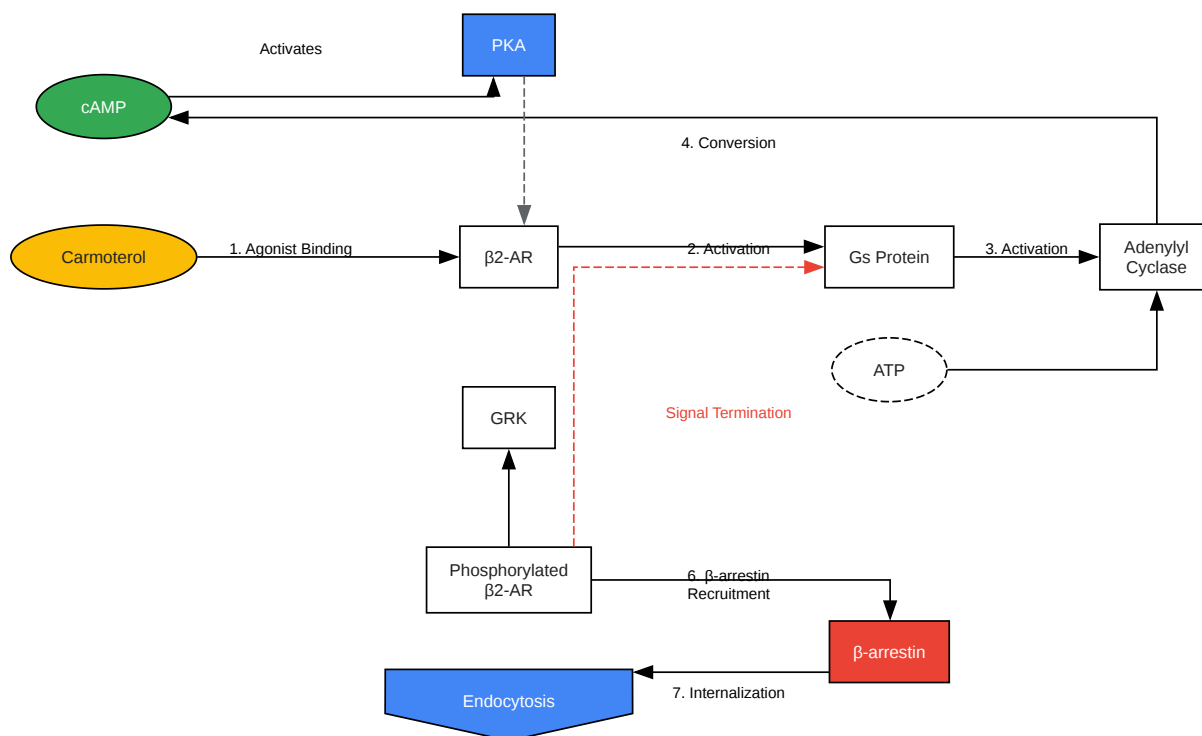 PKA
Activates
cAMP
4. Conversion
Carmoterol
1. Agonist Binding
β2-AR
2. Activation
Gs Protein
3. Activation
Adenylyl
Cyclase
ATP
GRK
Signal Termination
Phosphorylated
β2-AR
6. β-arrestin
Recruitment
β-arrestin
7. Internalization
Endocytosis